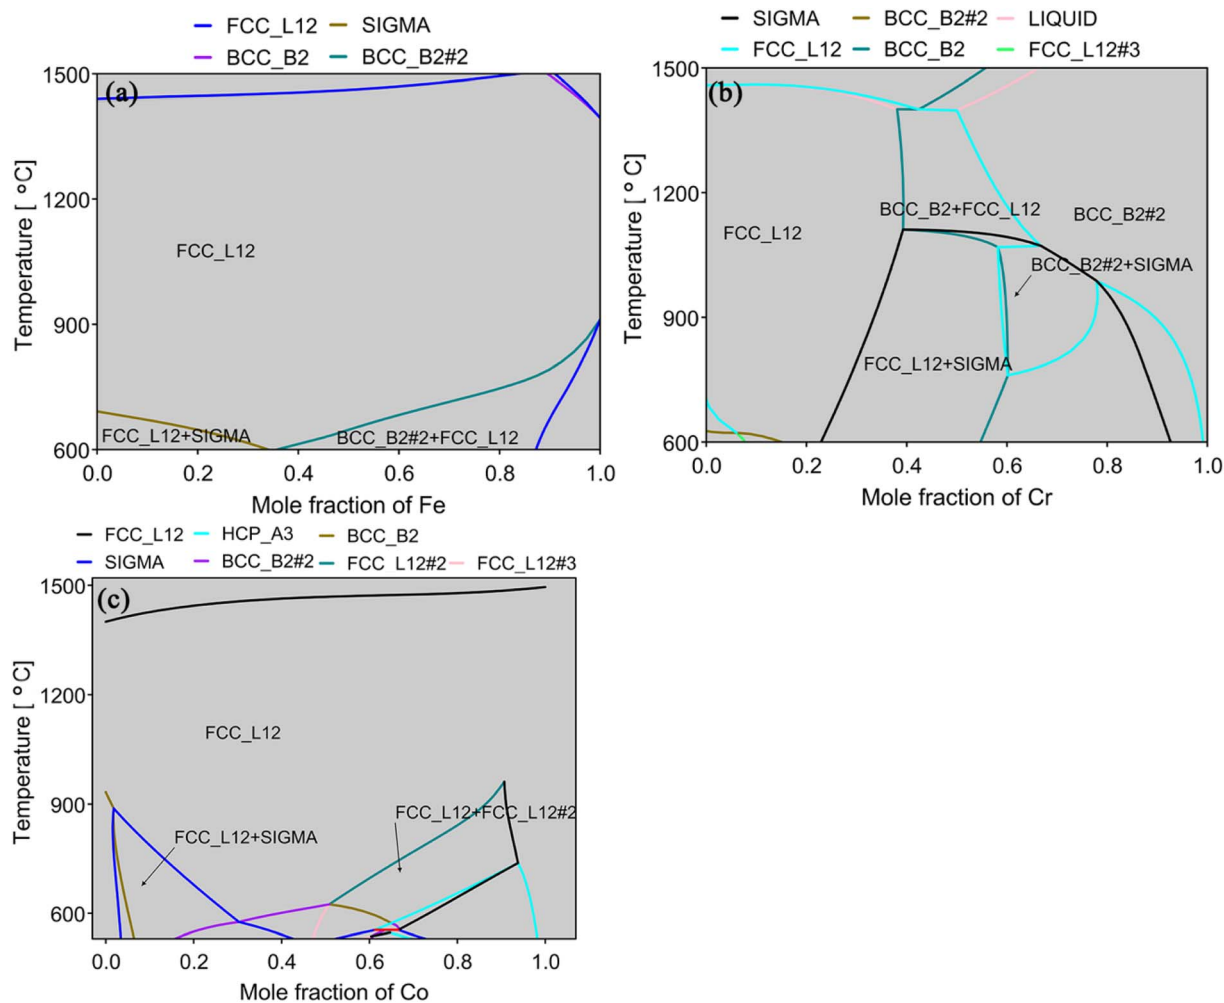 FCC_L12 SIGMA
BCC_B2 BCC_B2#2
(a)
1500
1200
900
600
Temperature [ °C]
FCC_L12
FCC_L12+SIGMA
BCC_B2#2+FCC_L12
0.0 0.2 0.4 0.6 0.8 1.0
Mole fraction of Fe
SIGMA BCC_B2#2 LIQUID
FCC_L12 BCC_B2 FCC_L12#3
(b)
1500
1200
900
600
Temperature [ ° C]
BCC_B2+FCC_L12
BCC_B2#2
FCC_L12
BCC_B2#2+SIGMA
FCC_L12+SIGMA
0.0 0.2 0.4 0.6 0.8 1.0
Mole fraction of Cr
FCC_L12 HCP_A3 BCC_B2
SIGMA BCC_B2#2 FCC L12#2 FCC_L12#3
(c)
1500
1200
900
600
Temperature [ °C]
FCC_L12
FCC_L12+FCC_L12#2
FCC_L12+SIGMA
0.0 0.2 0.4 0.6 0.8 1.0
Mole fraction of Co